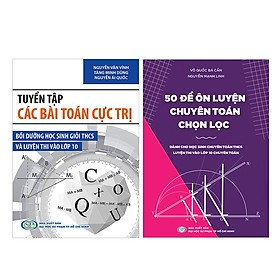 NGUYỄN VĂN VĨNH
TĂNG MINH DŨNG
NGUYỄN ÁI QUỐC
TUYỂN TẬP
CÁC BÀI TOÁN CỰC TRỊ
BỒI DƯỠNG HỌC SINH GIỎI THCS
VÀ LUYỆN THI VÀO LỚP 10
VÕ QUỐC BÁ CẨN
NGUYỄN MẠNH LINH
50 ĐỀ ÔN LUYỆN
CHUYÊN TOÁN
CHỌN LỌC
DÀNH CHO HỌC SINH CHUYÊN TOÁN THCS
LUYỆN THI VÀO LỚP 10 CHUYÊN TOÁN